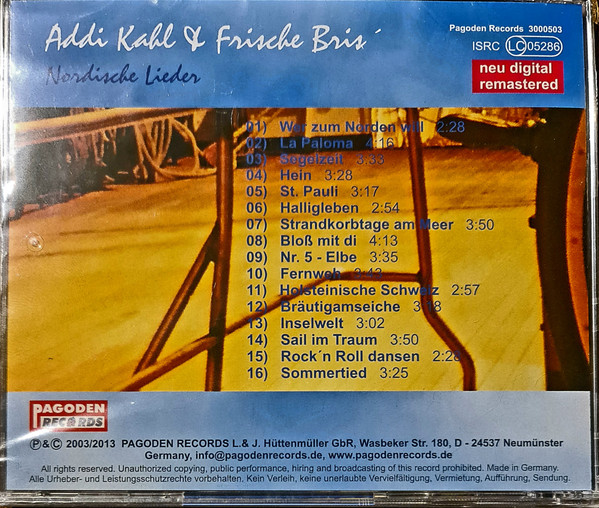 Addi Kahl & Frische Bris´
Nordische Lieder
Pagoden Records 3000503
ISRC LC 05286
neu digital
remastered
01) Wer zum Norden will 2:28
02) La Paloma 4:16
03) Segelzeit 3:33
04) Hein 3:28
05) St. Pauli 3:17
06) Halligleben 2:54
07) Strandkorbtage am Meer 3:50
08) Bloß mit di 4:13
09) Nr. 5 - Elbe 3:35
10) Fernweh 3:43
11) Holsteinische Schweiz 2:57
12) Bräutigamseiche 3:18
13) Inselwelt 3:02
14) Sail im Traum 3:50
15) Rock´n Roll dansen 2:28
16) Sommertied 3:25
PAGODEN
RECORDS
℗&© 2003/2013 PAGODEN RECORDS L.& J. Hüttenmüller GbR, Wasbeker Str. 180, D - 24537 Neumünster
Germany, info@pagodenrecords.de, www.pagodenrecords.de
All rights reserved. Unauthorized copying, public performance, hiring and broadcasting of this record prohibited. Made in Germany.
Alle Urheber- und Leistungsschutzrechte vorbehalten. Kein Verleih, keine unerlaubte Vervielfältigung, Vermietung, Aufführung, Sendung.